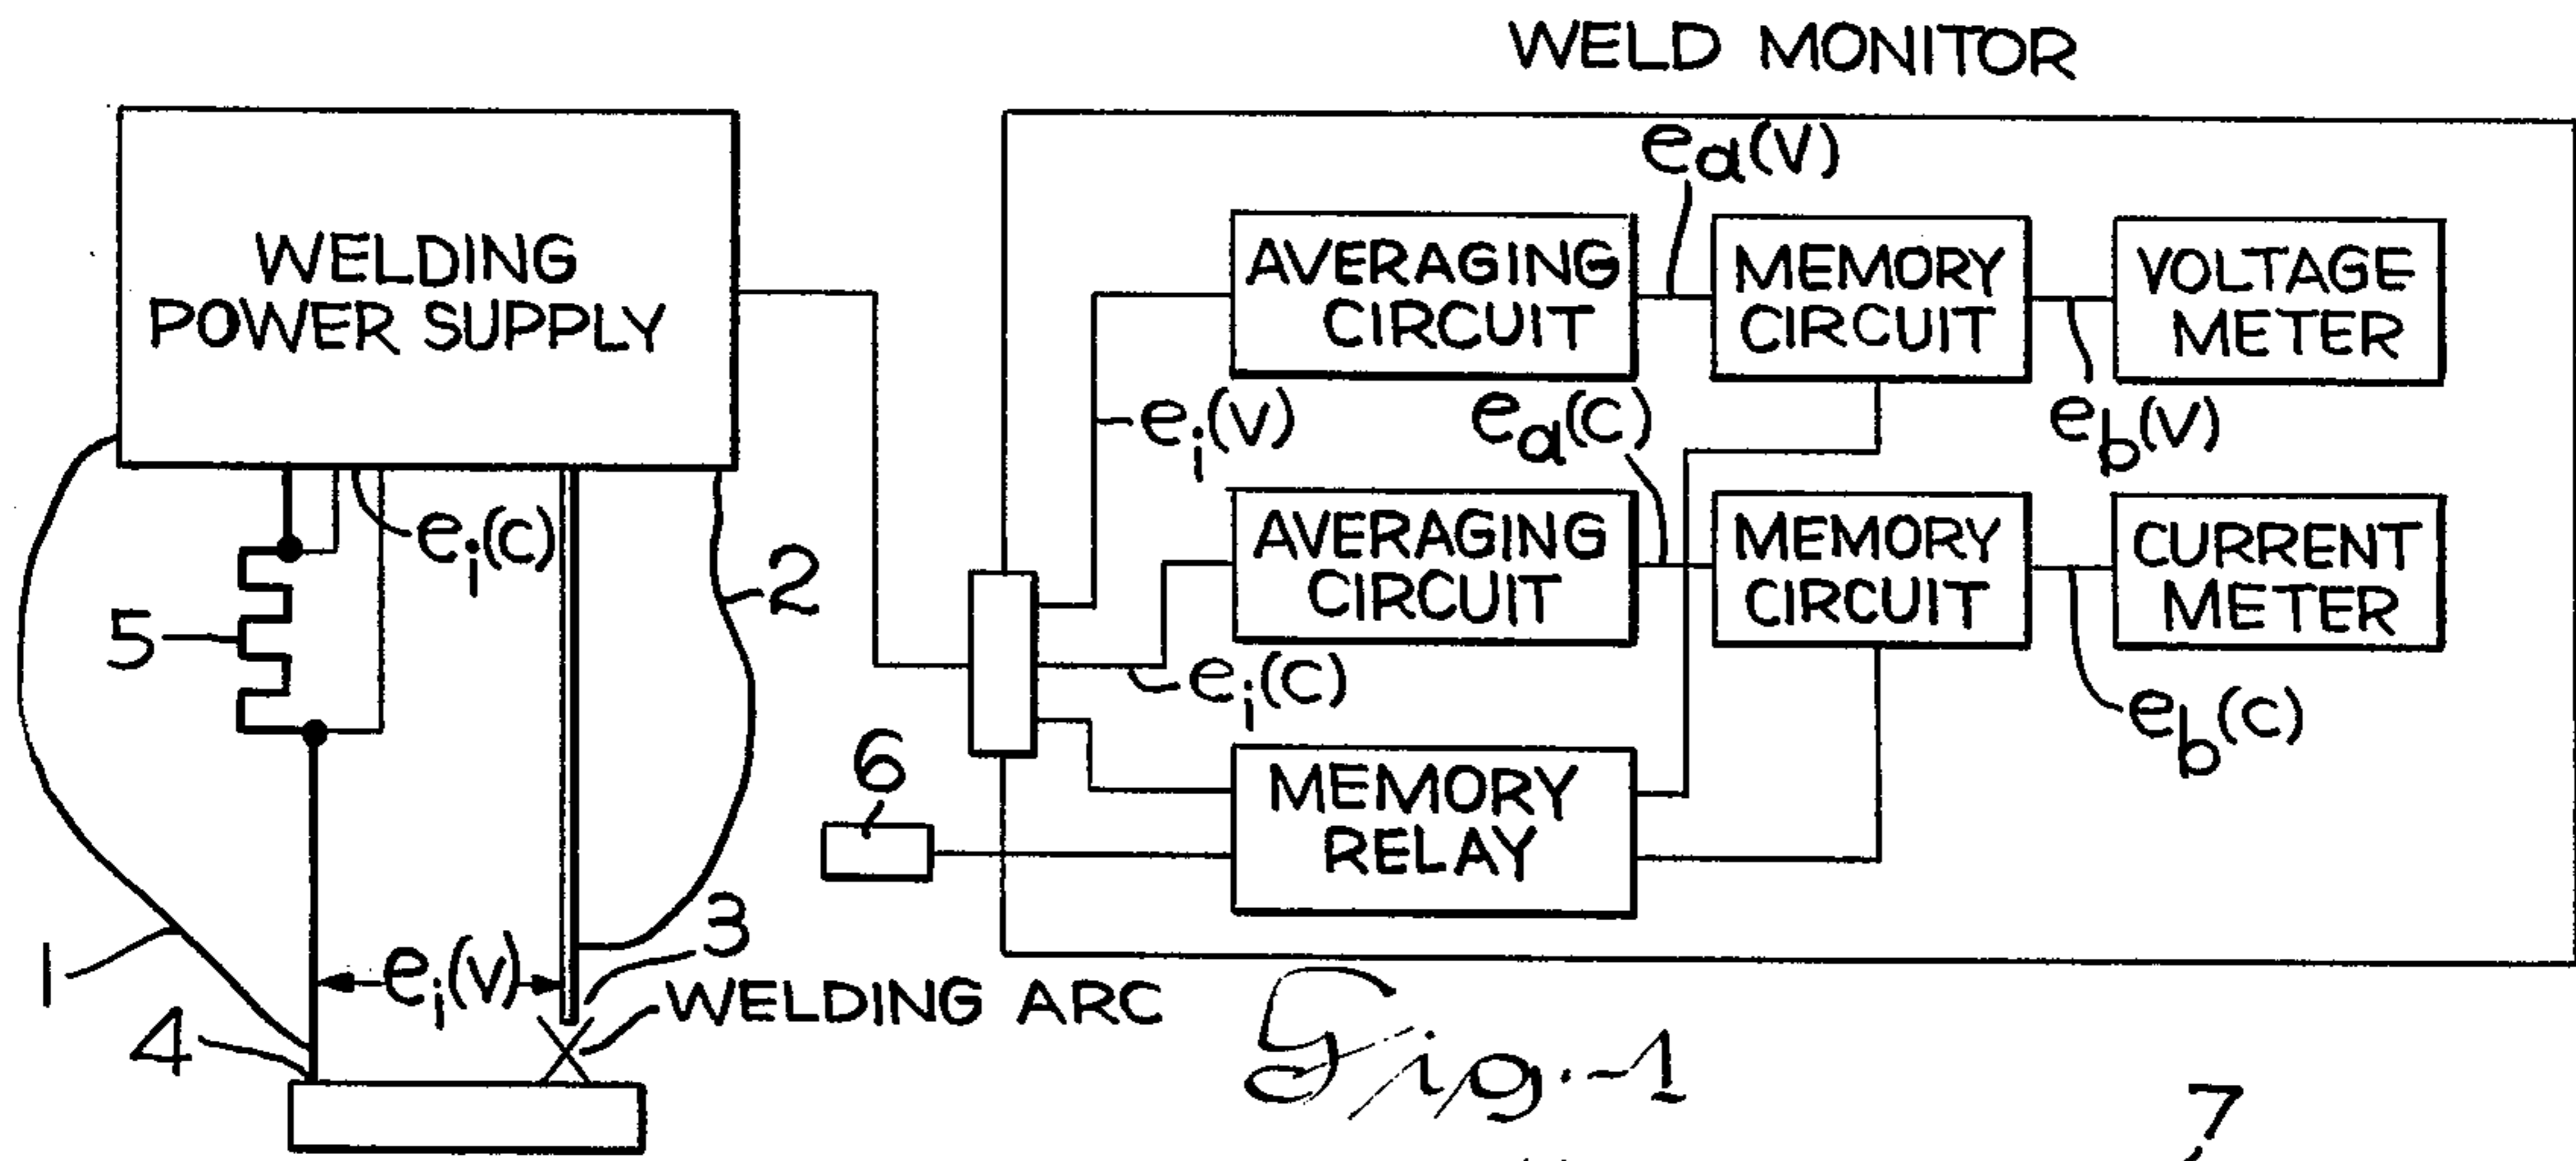 WELD MONITOR
WELDING
POWER SUPPLY
AVERAGING
CIRCUIT
ea(V)
MEMORY
CIRCUIT
VOLTAGE
METER
ei(V)
ea(C)
eb(V)
ei(C)
2
5
AVERAGING
CIRCUIT
MEMORY
CIRCUIT
CURRENT
METER
ei(C)
eb(C)
6
MEMORY
RELAY
1
ei(V)
3
WELDING ARC
4
Fig.-1
7